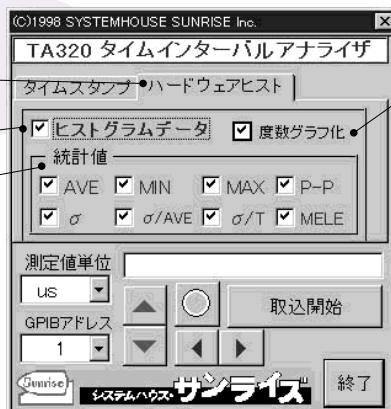 (C)1998 SYSTEMHOUSE SUNRISE Inc.
TA320 タイムインターバルアナライザ
タイムスタンプ ハードウェアヒスト
ヒストグラムデータ 度数グラフ化
統計値
AVE MIN MAX P-P
σ σ/AVE σ/T MELE
測定値単位
us
取込開始
GPIBアドレス
1
Sunrise システムハウス・サンライズ 終了